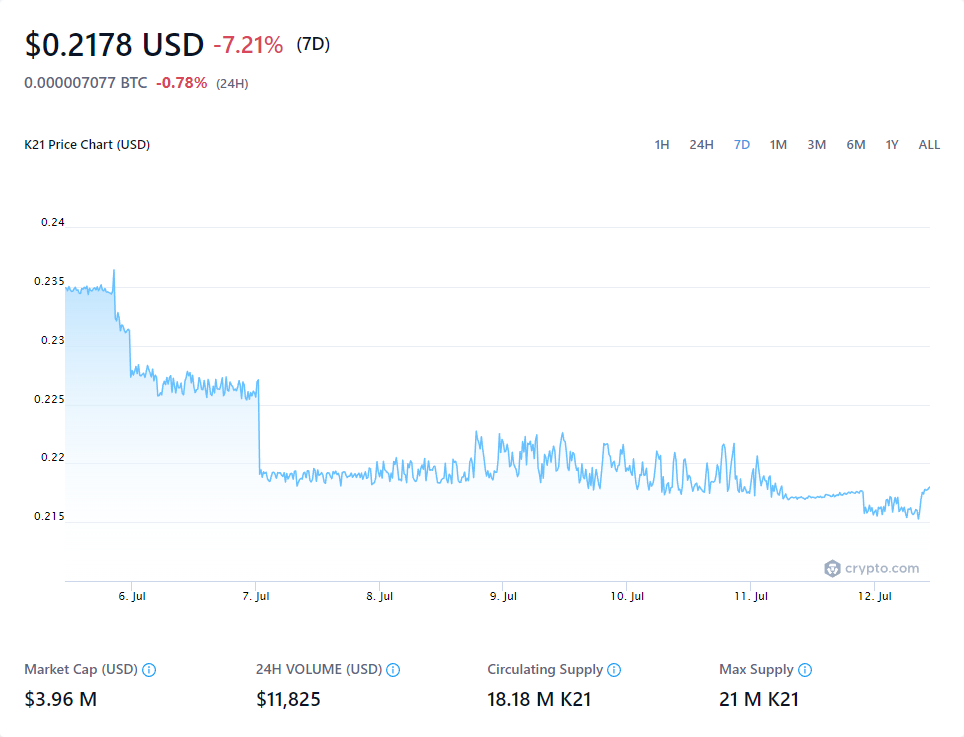 $0.2178 USD -7.21% (7D)
0.000007077 BTC -0.78% (24H)
K21 Price Chart (USD) 1H 24H 7D 1M 3M 6M 1Y ALL
0.24
0.235
0.23
0.225
0.22
0.215
crypto.com
6. Jul 7. Jul 8. Jul 9. Jul 10. Jul 11. Jul 12. Jul
Market Cap (USD) 24H VOLUME (USD) Circulating Supply Max Supply
$3.96 M $11,825 18.18 M K21 21 M K21